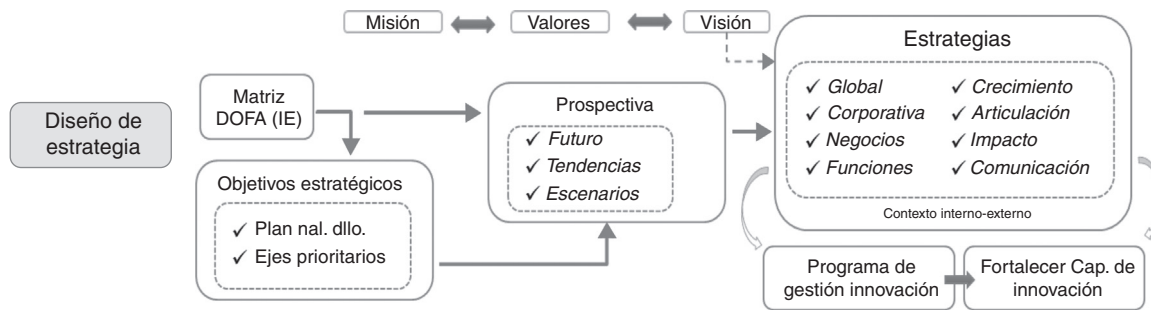 Misión
Valores
Visión
Diseño de
estrategia
Matriz
DOFA (IE)
Objetivos estratégicos
✓ Plan nal. dllo.
✓ Ejes prioritarios
Prospectiva
✓ Futuro
✓ Tendencias
✓ Escenarios
Estrategias
✓ Global
✓ Corporativa
✓ Negocios
✓ Funciones
✓ Crecimiento
✓ Articulación
✓ Impacto
✓ Comunicación
Contexto interno-externo
Programa de
gestión innovación
Fortalecer Cap. de
innovación